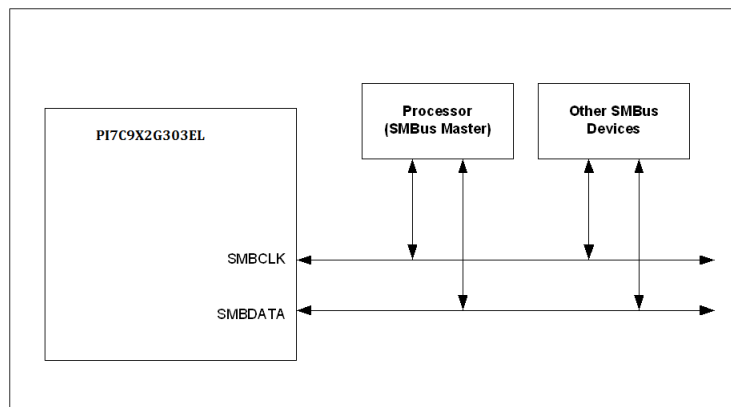 PI7C9X2G303EL
Processor
(SMBus Master)
Other SMBus
Devices
SMBCLK
SMBDATA